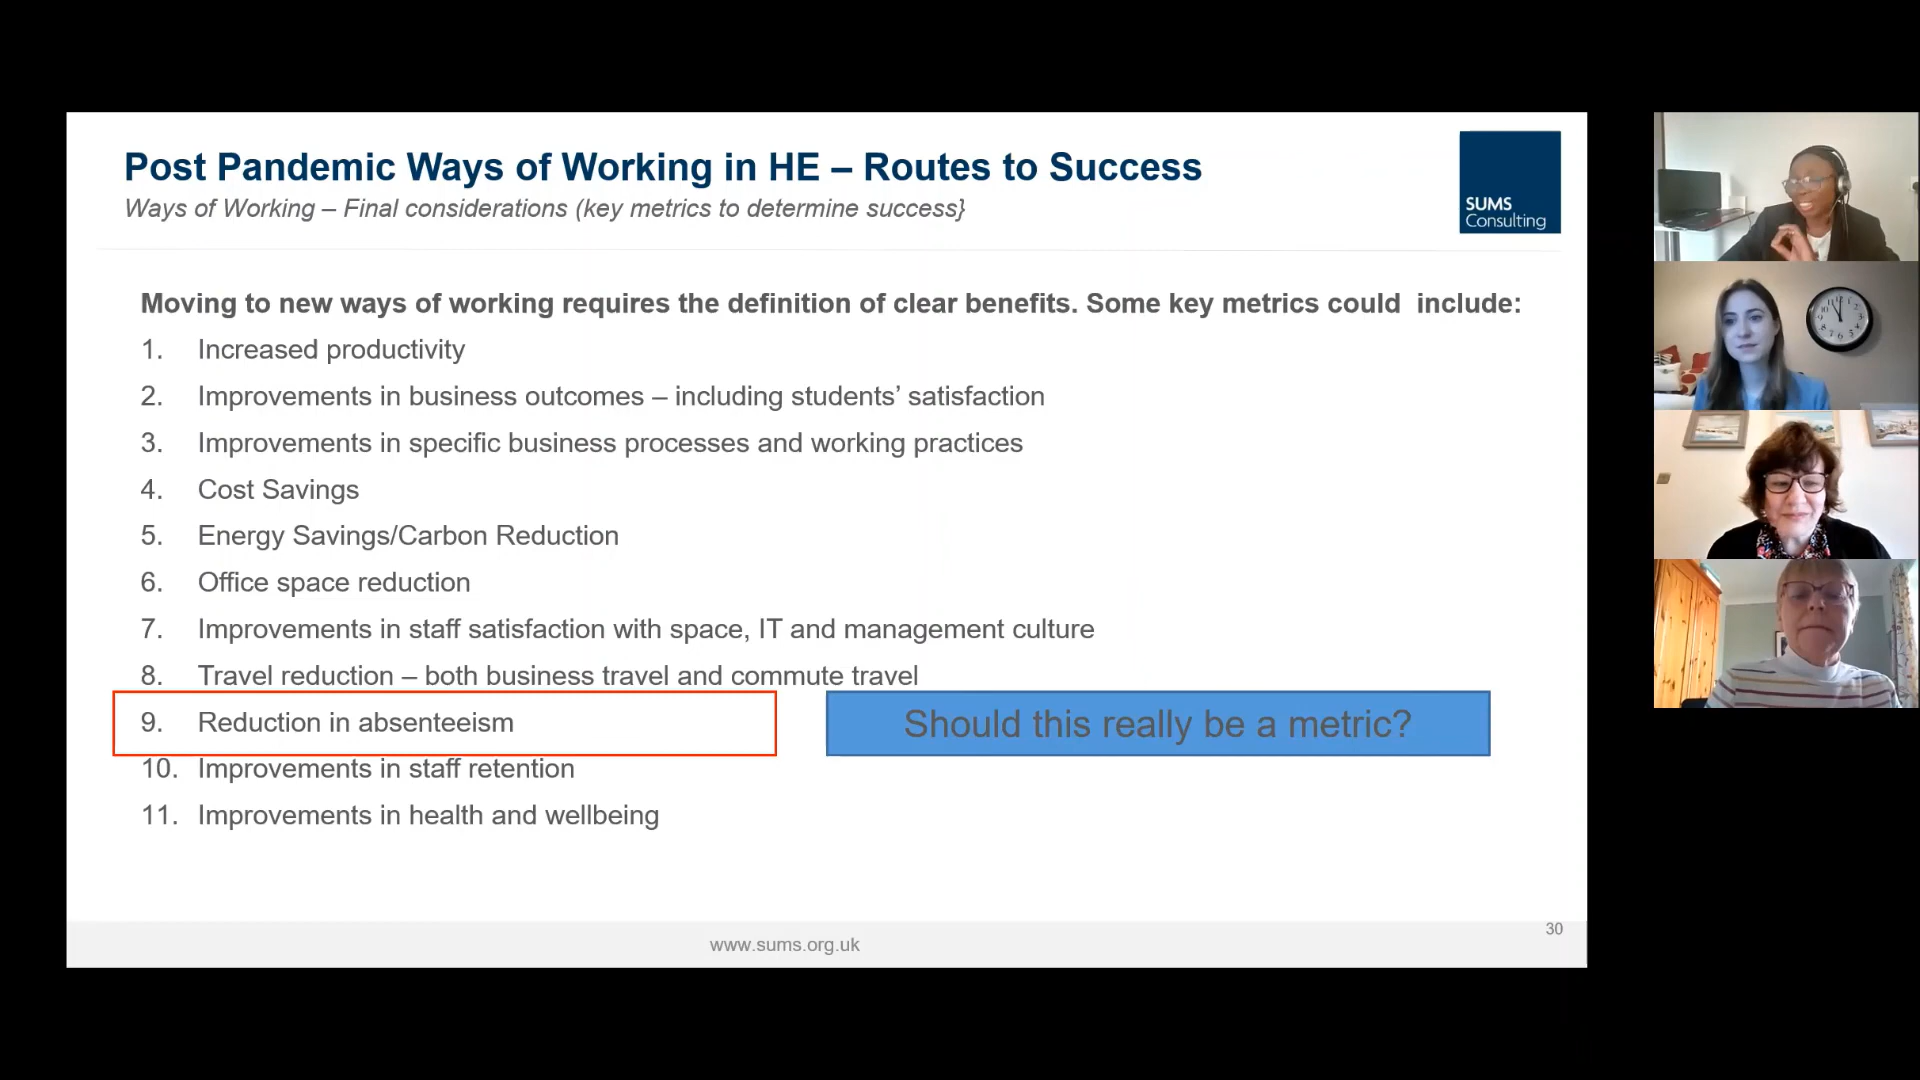 Post Pandemic Ways of Working in HE – Routes to Success
Ways of Working – Final considerations (key metrics to determine success}
SUMS
Consulting
Moving to new ways of working requires the definition of clear benefits. Some key metrics could  include:
1. Increased productivity
2. Improvements in business outcomes – including students’ satisfaction
3. Improvements in specific business processes and working practices
4. Cost Savings
5. Energy Savings/Carbon Reduction
6. Office space reduction
7. Improvements in staff satisfaction with space, IT and management culture
8. Travel reduction – both business travel and commute travel
9. Reduction in absenteeism
Should this really be a metric?
10. Improvements in staff retention
11. Improvements in health and wellbeing
www.sums.org.uk
30